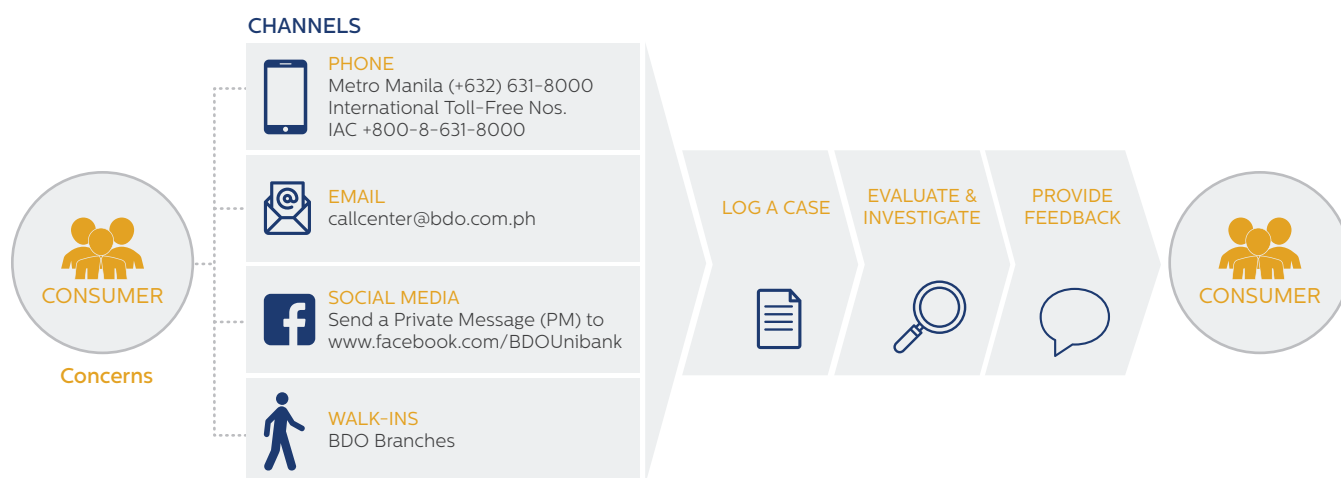 CHANNELS
PHONE
Metro Manila (+632) 631-8000
International Toll-Free Nos.
IAC +800-8-631-8000
EMAIL
callcenter@bdo.com.ph
SOCIAL MEDIA
Send a Private Message (PM) to
www.facebook.com/BDOUnibank
WALK-INS
BDO Branches
CONSUMER
Concerns
LOG A CASE
EVALUATE &
INVESTIGATE
PROVIDE
FEEDBACK
CONSUMER